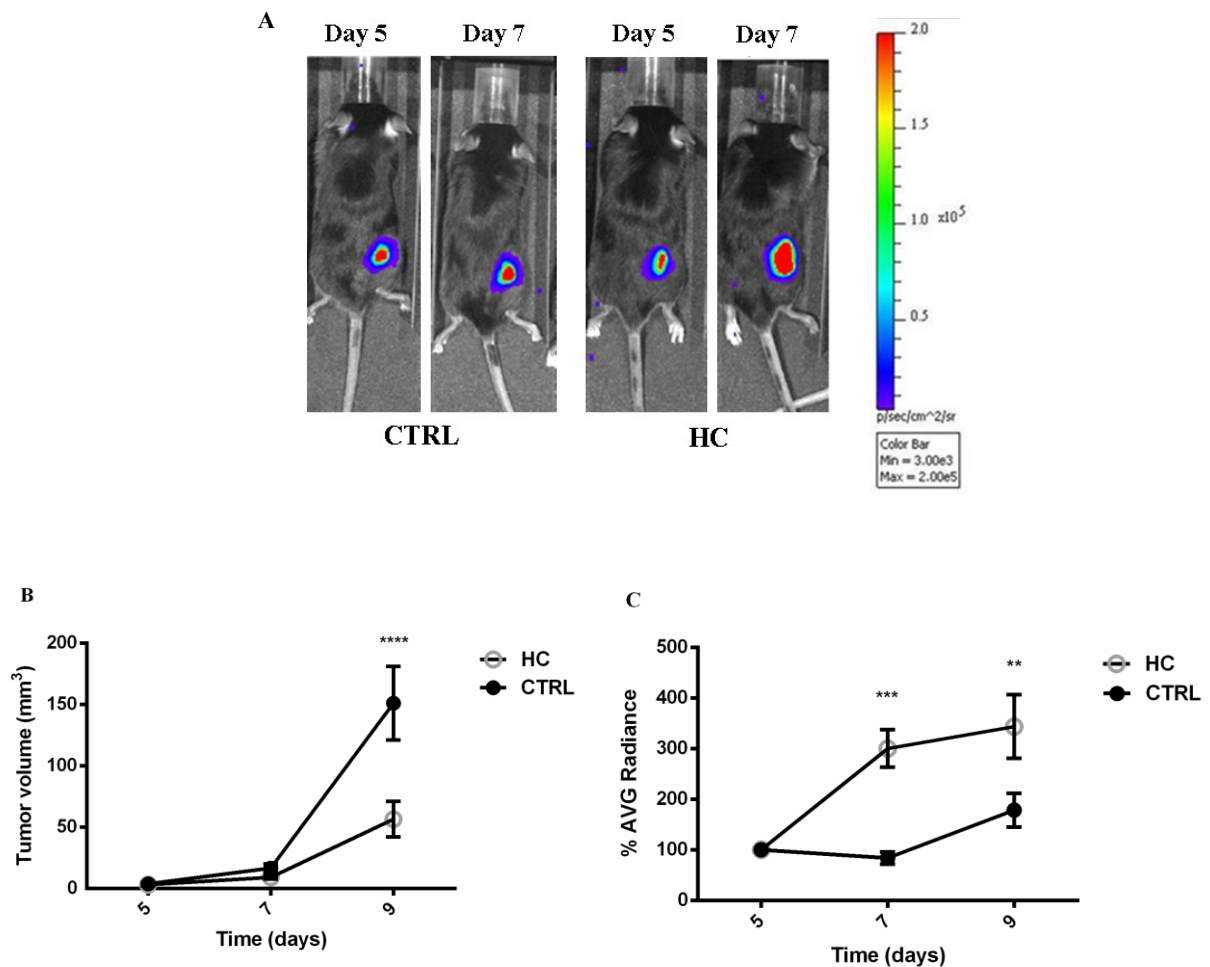 A
Day 5
Day 7
Day 5
Day 7
CTRL
HC
2.0
1.5
1.0 x10^5
0.5
p/sec/cm^2/sr
Color Bar
Min = 3.00e3
Max = 2.00e5
B
200
150
100
50
0
Tumor volume (mm³)
****
5
7
9
Time (days)
HC
CTRL
C
500
400
300
200
100
0
% AVG Radiance
***
**
5
7
9
Time (days)
HC
CTRL